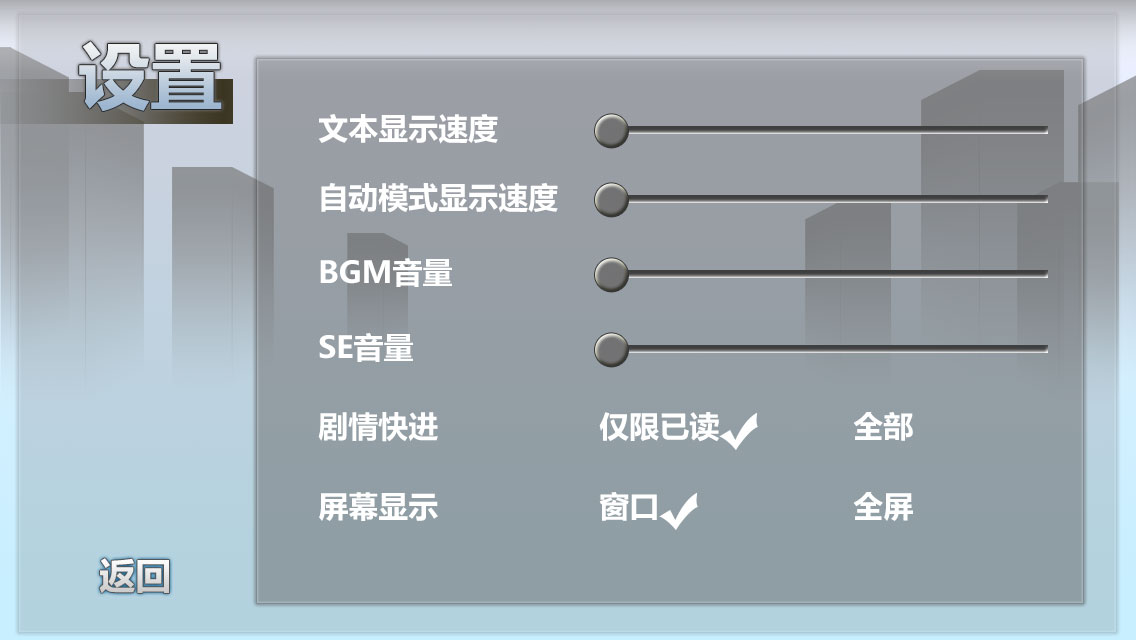 设置
文本显示速度
自动模式显示速度
BGM音量
SE音量
剧情快进 仅限已读 全部
屏幕显示 窗口 全屏
返回